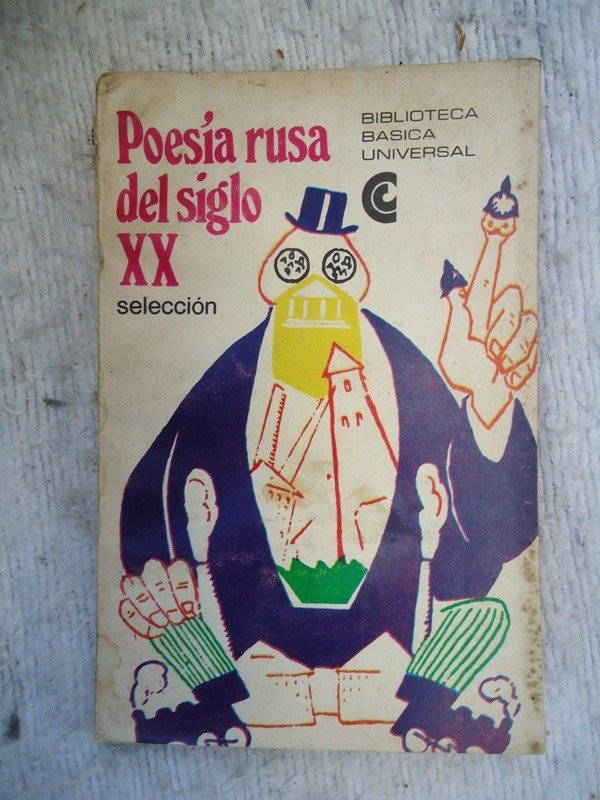 Poesía rusa
del siglo
XX
selección
BIBLIOTECA
BASICA
UNIVERSAL